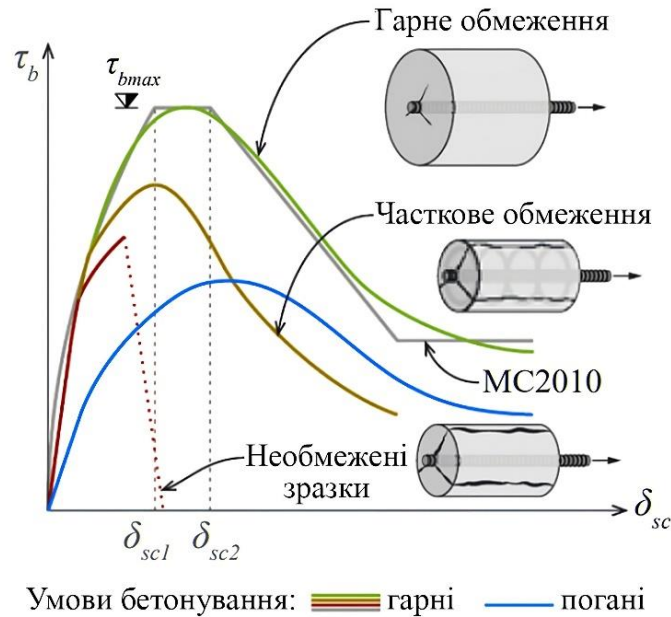 Гарне обмеження
τb
τbmax
Часткове обмеження
MC2010
Необмежені
зразки
δsc
δsc1
δsc2
Умови бетонування: гарні погані